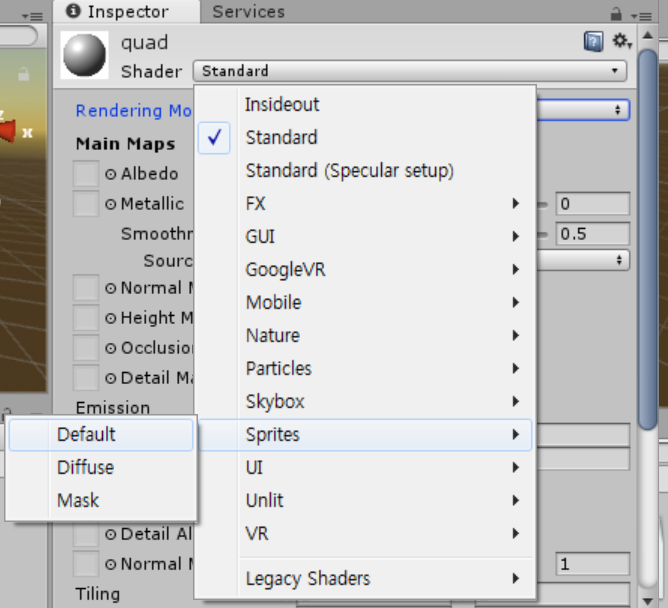 Inspector
Services
quad
Shader
Standard
Rendering Mo
Main Maps
Albedo
Metallic
0
Smoothn
0.5
Sourc
Normal M
Height M
Occlusio
Detail Ma
Emission
Detail Al
Normal M
1
Tiling
Insideout
Standard
Standard (Specular setup)
FX
GUI
GoogleVR
Mobile
Nature
Particles
Skybox
Sprites
UI
Unlit
VR
Legacy Shaders
Default
Diffuse
Mask
x